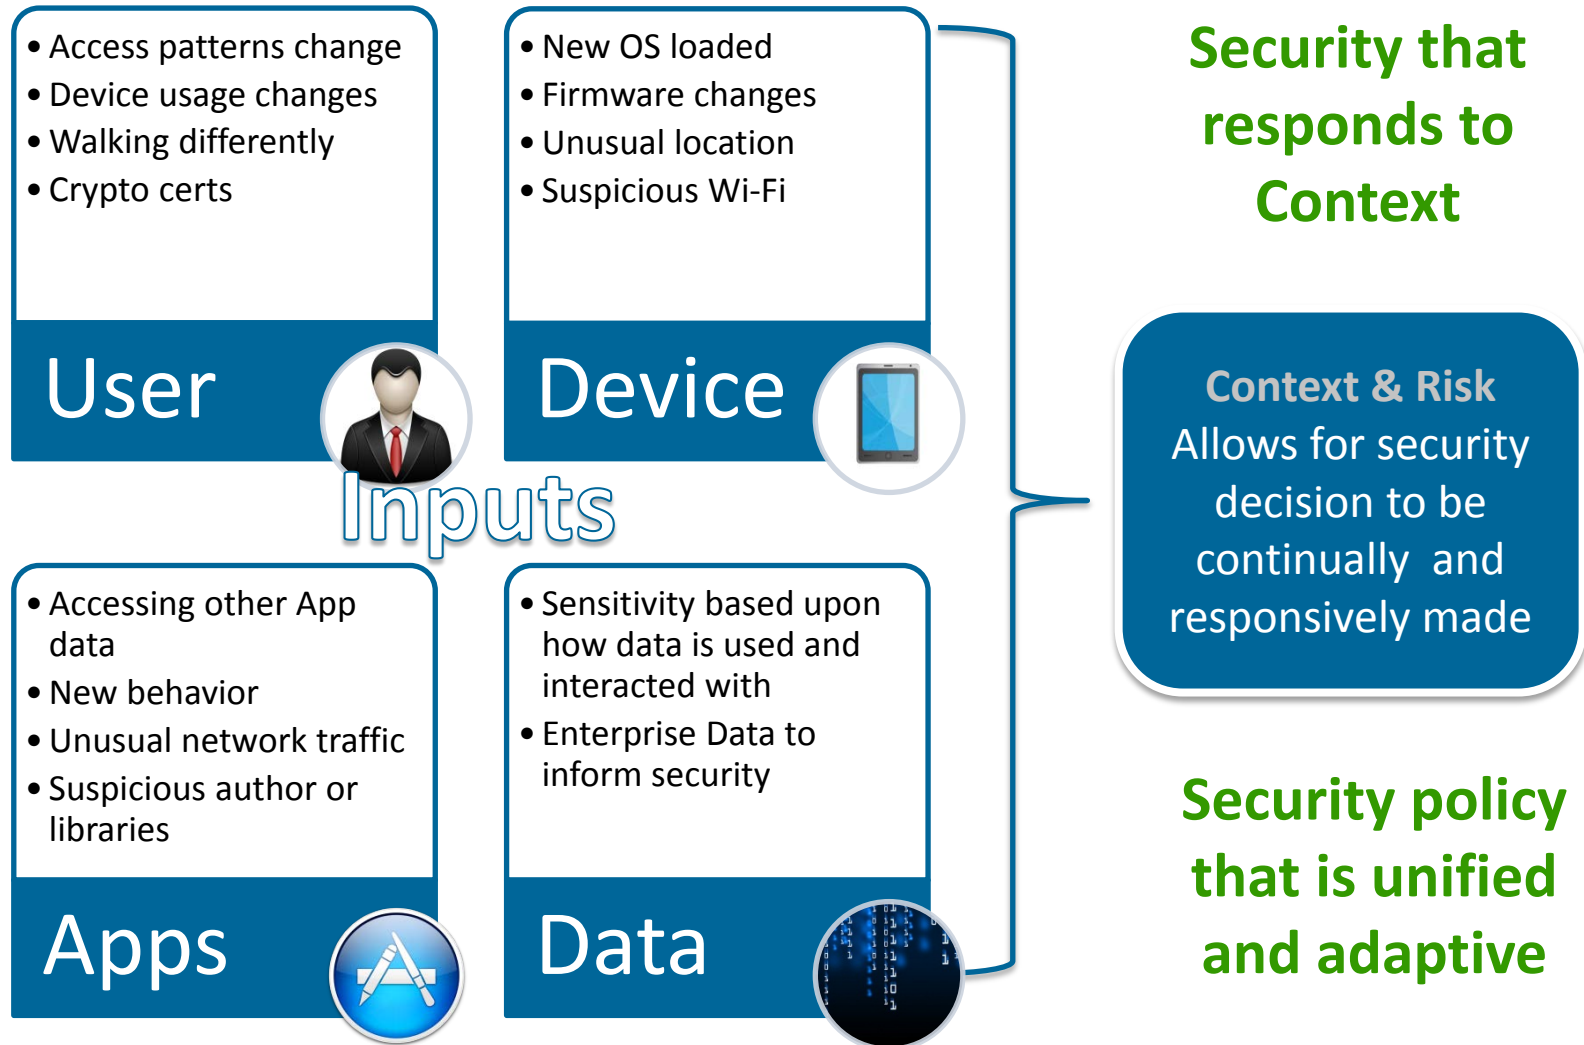 • Access patterns change
• Device usage changes
• Walking differently
• Crypto certs
User
• New OS loaded
• Firmware changes
• Unusual location
• Suspicious Wi-Fi
Device
Inputs
• Accessing other App
data
• New behavior
• Unusual network traffic
• Suspicious author or
libraries
Apps
• Sensitivity based upon
how data is used and
interacted with
• Enterprise Data to
inform security
Data
Security that
responds to
Context
Context & Risk
Allows for security
decision to be
continually and
responsively made
Security policy
that is unified
and adaptive